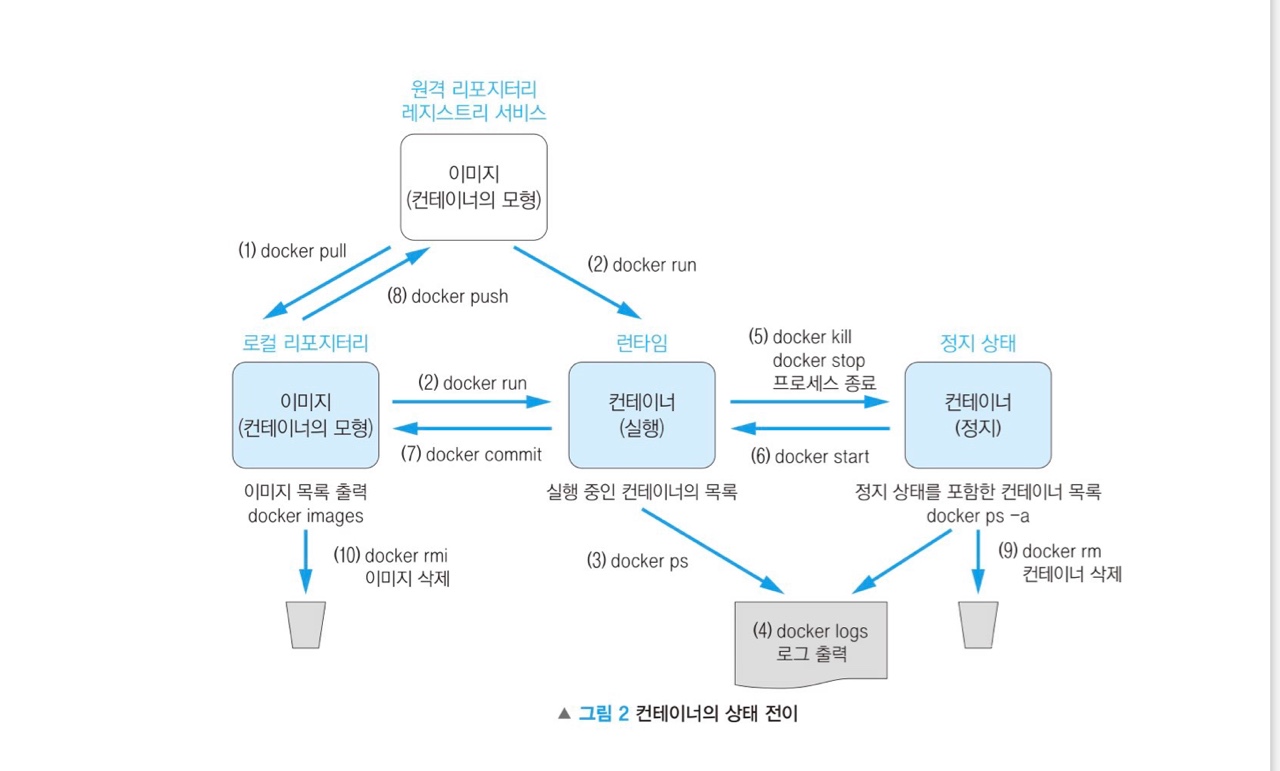 원격 리포지터리
레지스트리 서비스
이미지
(컨테이너의 모형)
(1) docker pull
(8) docker push
(2) docker run
로컬 리포지터리
이미지
(컨테이너의 모형)
(2) docker run
(7) docker commit
런타임
컨테이너
(실행)
(5) docker kill
docker stop
프로세스 종료
(6) docker start
정지 상태
컨테이너
(정지)
이미지 목록 출력
docker images
실행 중인 컨테이너의 목록
정지 상태를 포함한 컨테이너 목록
docker ps -a
(10) docker rmi
이미지 삭제
(3) docker ps
(9) docker rm
컨테이너 삭제
(4) docker logs
로그 출력
▲ 그림 2 컨테이너의 상태 전이